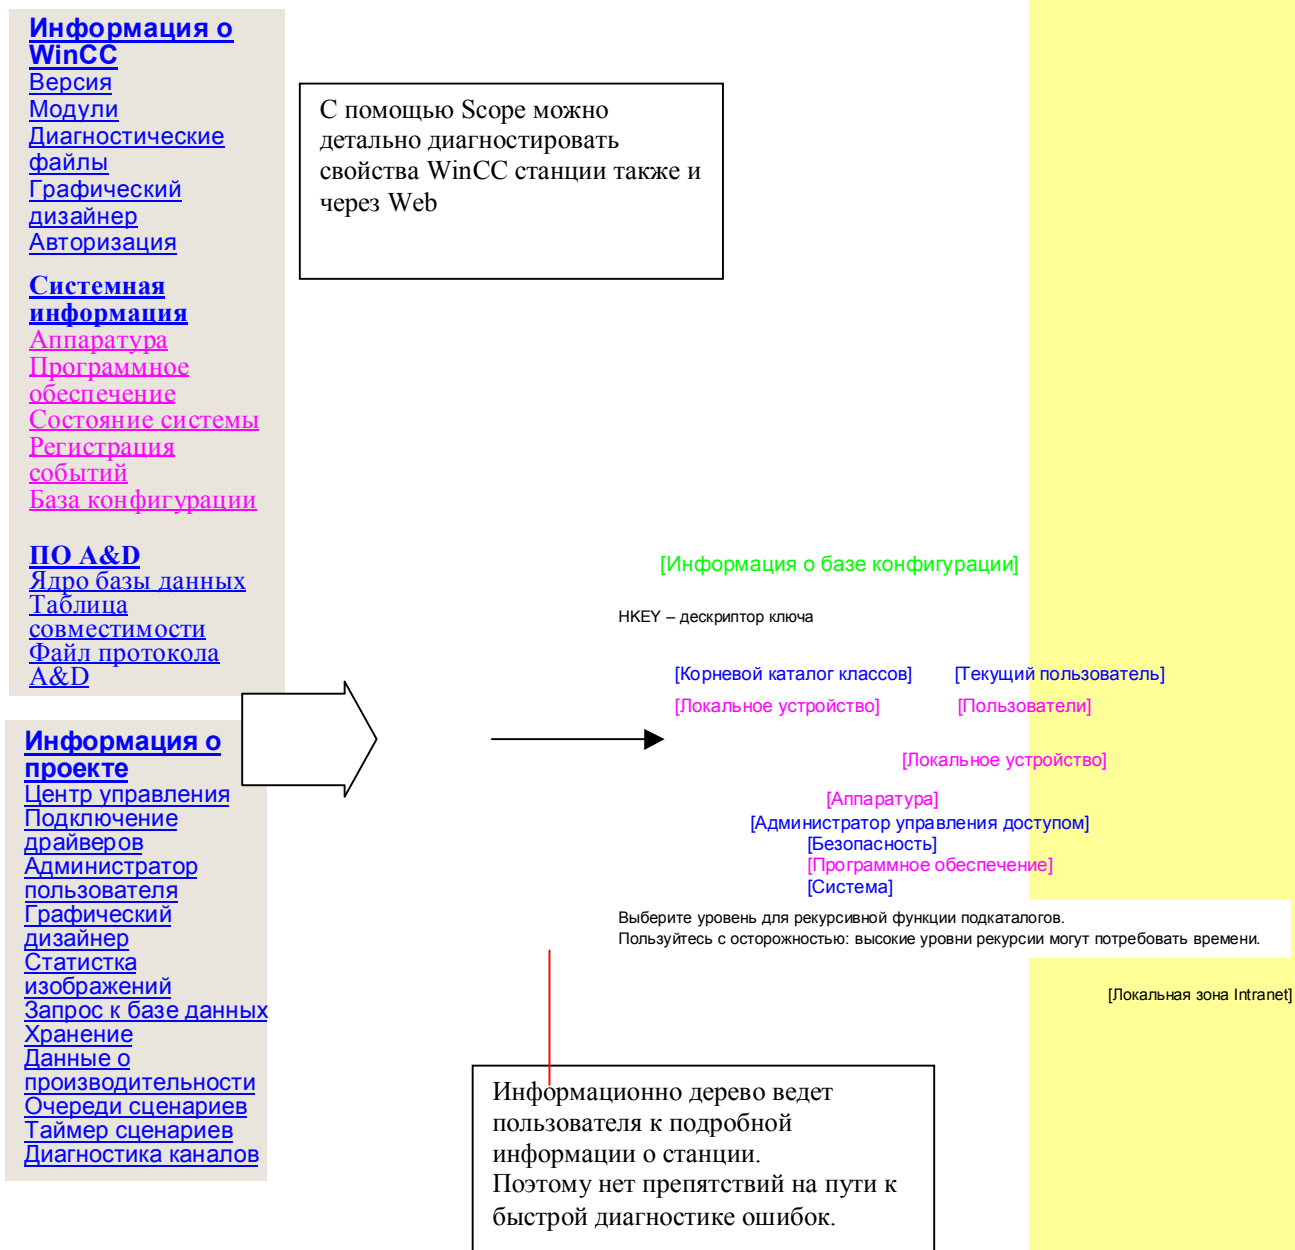 Информация о
WinCC
Версия
Модули
Диагностические
файлы
Графический
дизайнер
Авторизация
Системная
информация
Аппаратура
Программное
обеспечение
Состояние системы
Регистрация
событий
База конфигурации
ПО A&D
Ядро базы данных
Таблица
совместимости
Файл протокола
A&D
Информация о
проекте
Центр управления
Подключение
драйверов
Администратор
пользователя
Графический
дизайнер
Статистка
изображений
Запрос к базе данных
Хранение
Данные о
производительности
Очереди сценариев
Таймер сценариев
Диагностика каналов
С помощью Scope можно
детально диагностировать
свойства WinCC станции также и
через Web
[Информация о базе конфигурации]
HKEY – дескриптор ключа
[Корневой каталог классов] [Текущий пользователь]
[Локальное устройство] [Пользователи]
[Локальное устройство]
[Аппаратура]
[Администратор управления доступом]
[Безопасность]
[Программное обеспечение]
[Система]
Выберите уровень для рекурсивной функции подкаталогов.
Пользуйтесь с осторожностью: высокие уровни рекурсии могут потребовать времени.
[Локальная зона Intranet]
Информационно дерево ведет
пользователя к подробной
информации о станции.
Поэтому нет препятствий на пути к
быстрой диагностике ошибок.